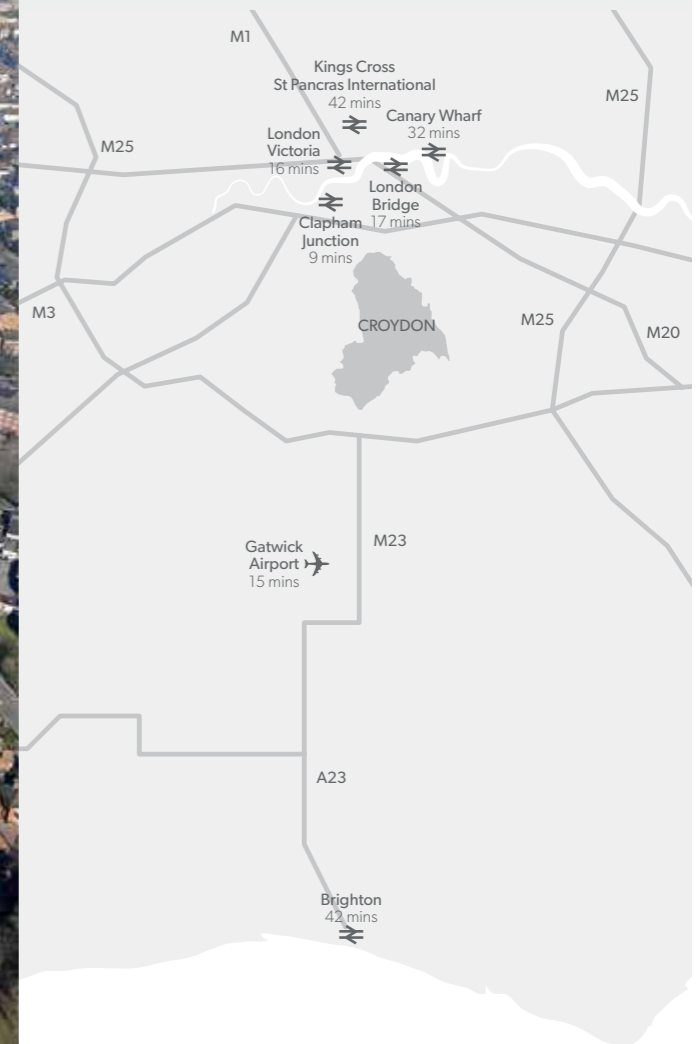 M1
Kings Cross
St Pancras International
42 mins
Canary Wharf
32 mins
M25
M25
London
Victoria
16 mins
London
Bridge
17 mins
Clapham
Junction
9 mins
M3
CROYDON
M25
M20
Gatwick
Airport
15 mins
M23
A23
Brighton
42 mins